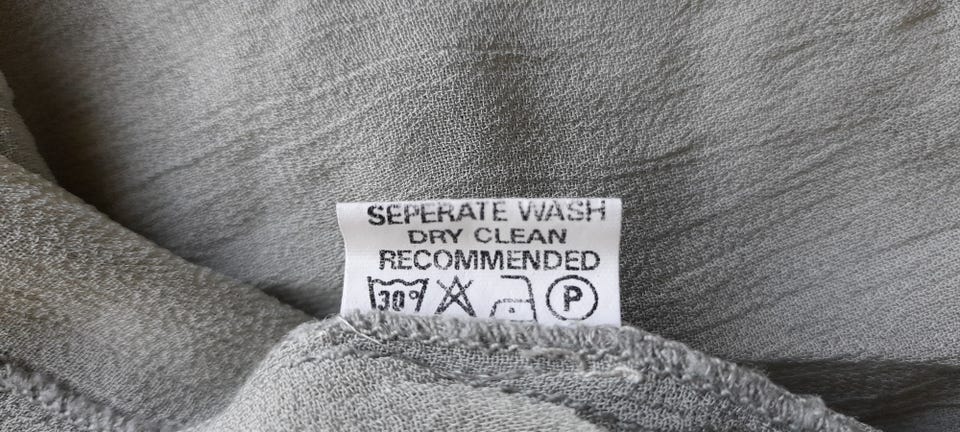 SEPERATE WASH
DRY CLEAN
RECOMMENDED
30° P